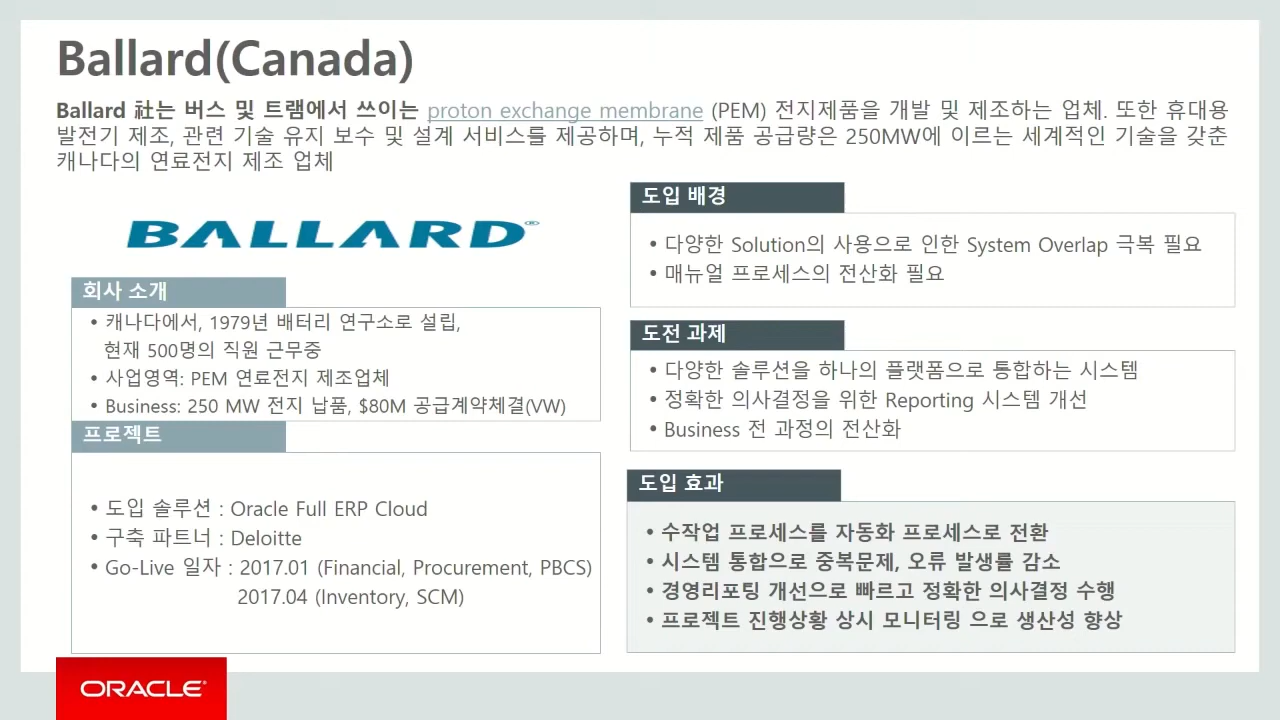 Ballard(Canada)
Ballard 社는 버스 및 트램에서 쓰이는 proton exchange membrane (PEM) 전지제품을 개발 및 제조하는 업체. 또한 휴대용
발전기 제조, 관련 기술 유지 보수 및 설계 서비스를 제공하며, 누적 제품 공급량은 250MW에 이르는 세계적인 기술을 갖춘
캐나다의 연료전지 제조 업체
BALLARD®
회사 소개
• 캐나다에서, 1979년 배터리 연구소로 설립,
현재 500명의 직원 근무중
• 사업영역: PEM 연료전지 제조업체
• Business: 250 MW 전지 납품, $80M 공급계약체결(VW)
프로젝트
• 도입 솔루션 : Oracle Full ERP Cloud
• 구축 파트너 : Deloitte
• Go-Live 일자 : 2017.01 (Financial, Procurement, PBCS)
2017.04 (Inventory, SCM)
도입 배경
• 다양한 Solution의 사용으로 인한 System Overlap 극복 필요
• 매뉴얼 프로세스의 전산화 필요
도전 과제
• 다양한 솔루션을 하나의 플랫폼으로 통합하는 시스템
• 정확한 의사결정을 위한 Reporting 시스템 개선
• Business 전 과정의 전산화
도입 효과
• 수작업 프로세스를 자동화 프로세스로 전환
• 시스템 통합으로 중복문제, 오류 발생률 감소
• 경영리포팅 개선으로 빠르고 정확한 의사결정 수행
• 프로젝트 진행상황 상시 모니터링 으로 생산성 향상
ORACLE®